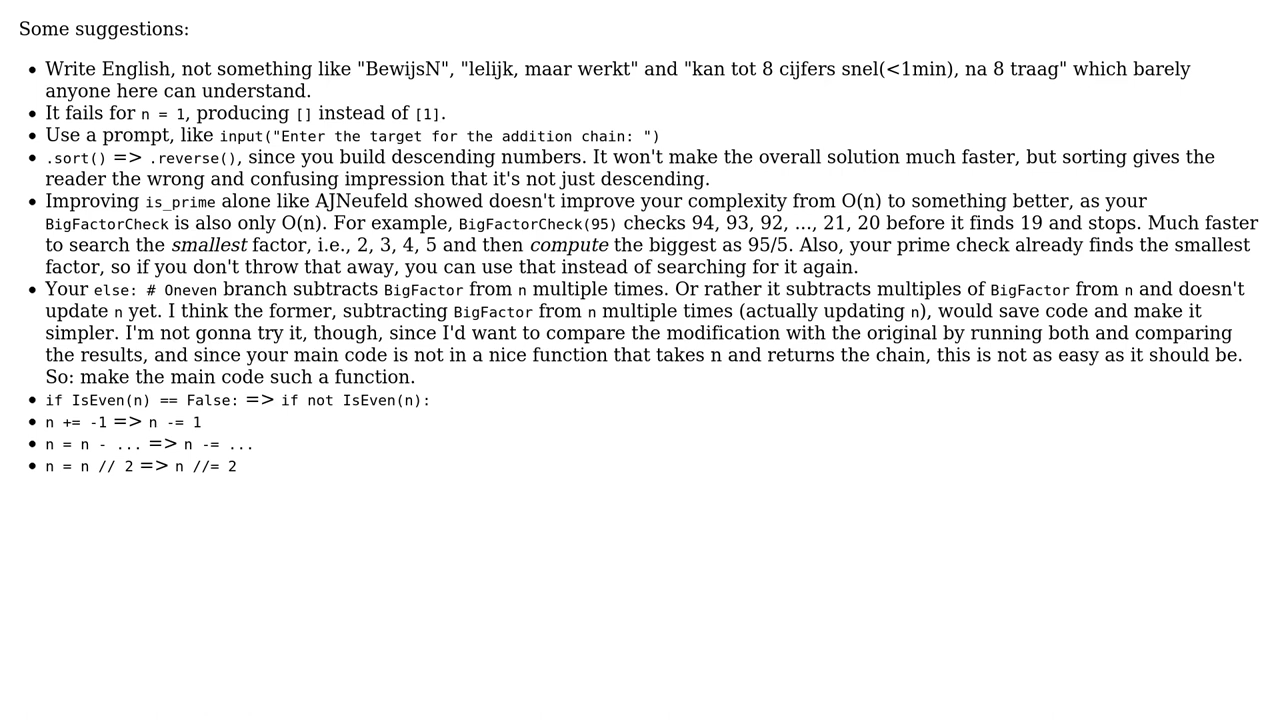 Some suggestions:
• Write English, not something like "BewijsN", "lelijk, maar werkt" and "kan tot 8 cijfers snel(<1min), na 8 traag" which barely
anyone here can understand.
• It fails for n = 1, producing [] instead of [1].
• Use a prompt, like input("Enter the target for the addition chain: ")
• .sort() => .reverse(), since you build descending numbers. It won't make the overall solution much faster, but sorting gives the
reader the wrong and confusing impression that it's not just descending.
• Improving is_prime alone like AJNeufeld showed doesn't improve your complexity from O(n) to something better, as your
BigFactorCheck is also only O(n). For example, BigFactorCheck(95) checks 94, 93, 92, ..., 21, 20 before it finds 19 and stops. Much faster
to search the smallest factor, i.e., 2, 3, 4, 5 and then compute the biggest as 95/5. Also, your prime check already finds the smallest
factor, so if you don't throw that away, you can use that instead of searching for it again.
• Your else: # Oneven branch subtracts BigFactor from n multiple times. Or rather it subtracts multiples of BigFactor from n and doesn't
update n yet. I think the former, subtracting BigFactor from n multiple times (actually updating n), would save code and make it
simpler. I'm not gonna try it, though, since I'd want to compare the modification with the original by running both and comparing
the results, and since your main code is not in a nice function that takes n and returns the chain, this is not as easy as it should be.
So: make the main code such a function.
• if IsEven(n) == False: => if not IsEven(n):
• n += -1 => n -= 1
• n = n - ... => n -= ...
• n = n // 2 => n //= 2